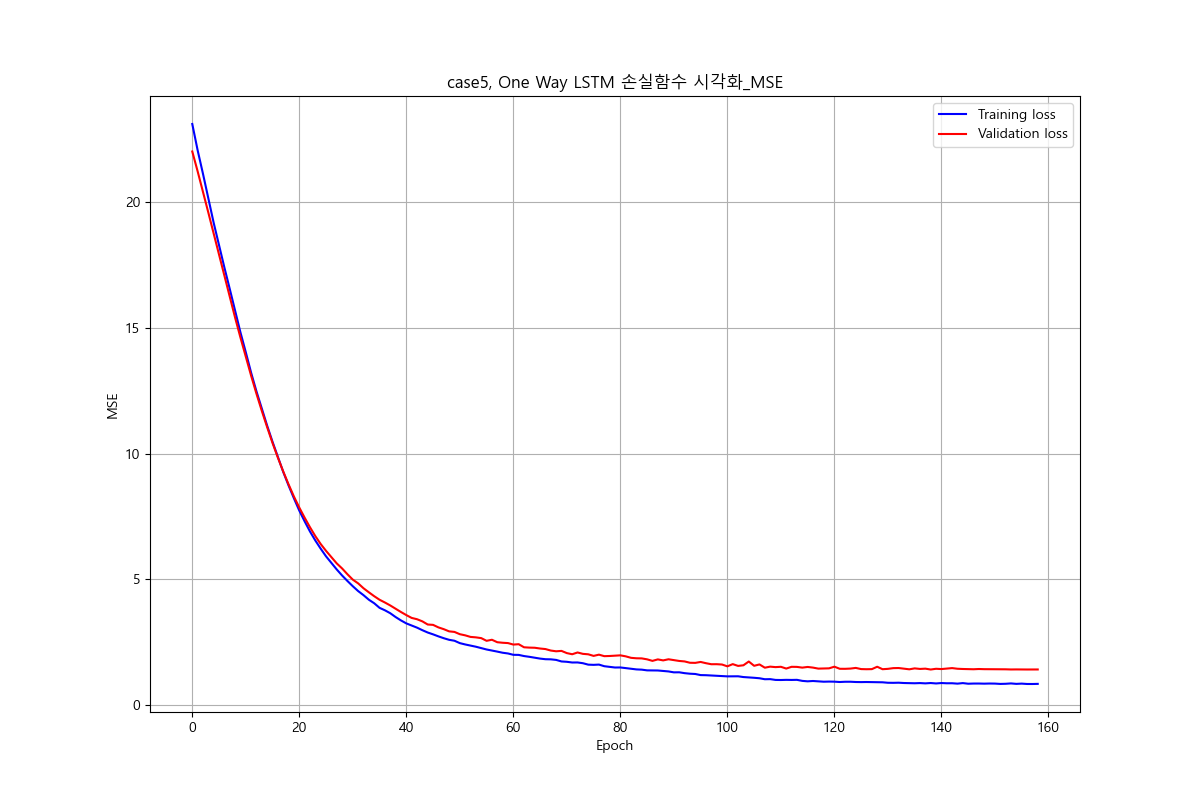 case5, One Way LSTM 손실함수 시각화_MSE
Training loss
Validation loss
20
15
10
5
0
MSE
0 20 40 60 80 100 120 140 160
Epoch